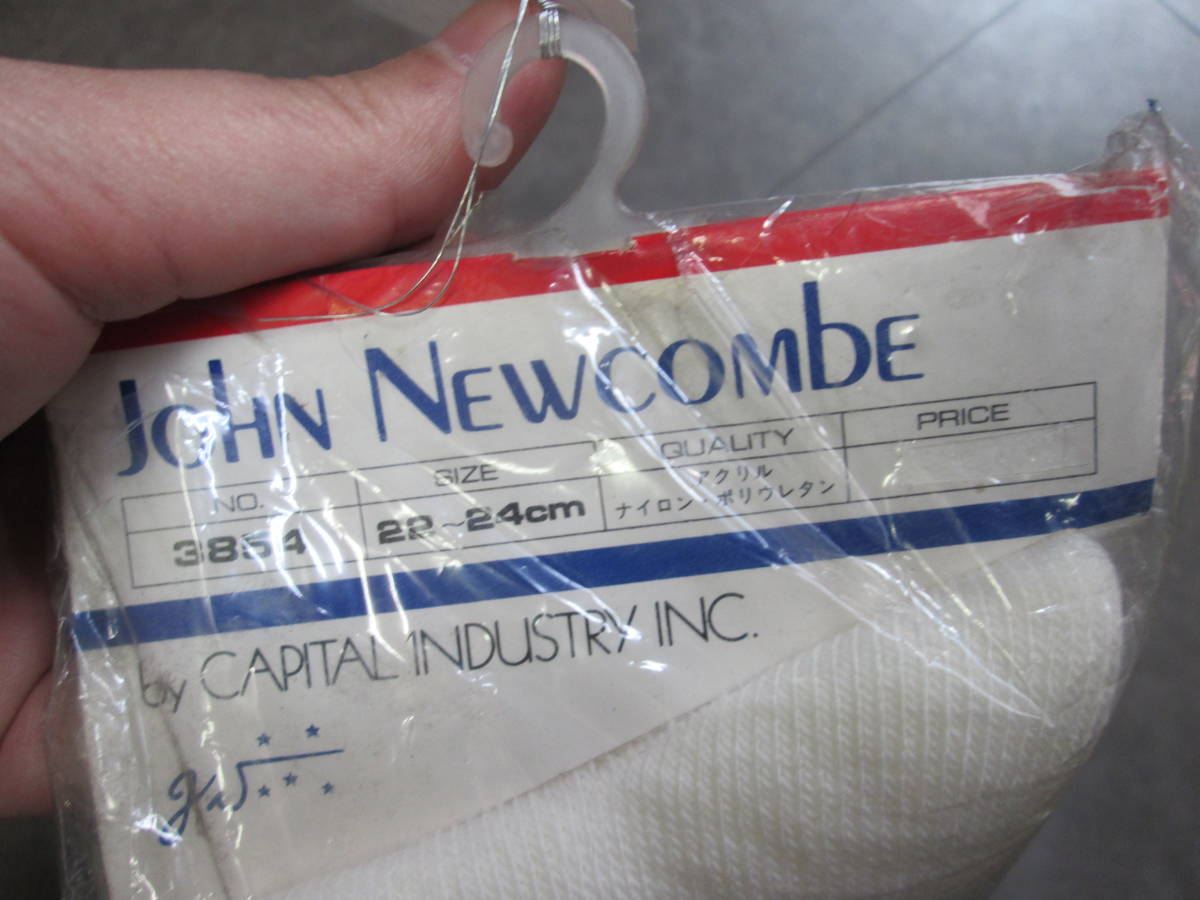 JOHN NEWCOMBE
NO. SIZE QUALITY PRICE
3854 22~24cm アクリル
ナイロン・ポリウレタン
by CAPITAL INDUSTRY INC.